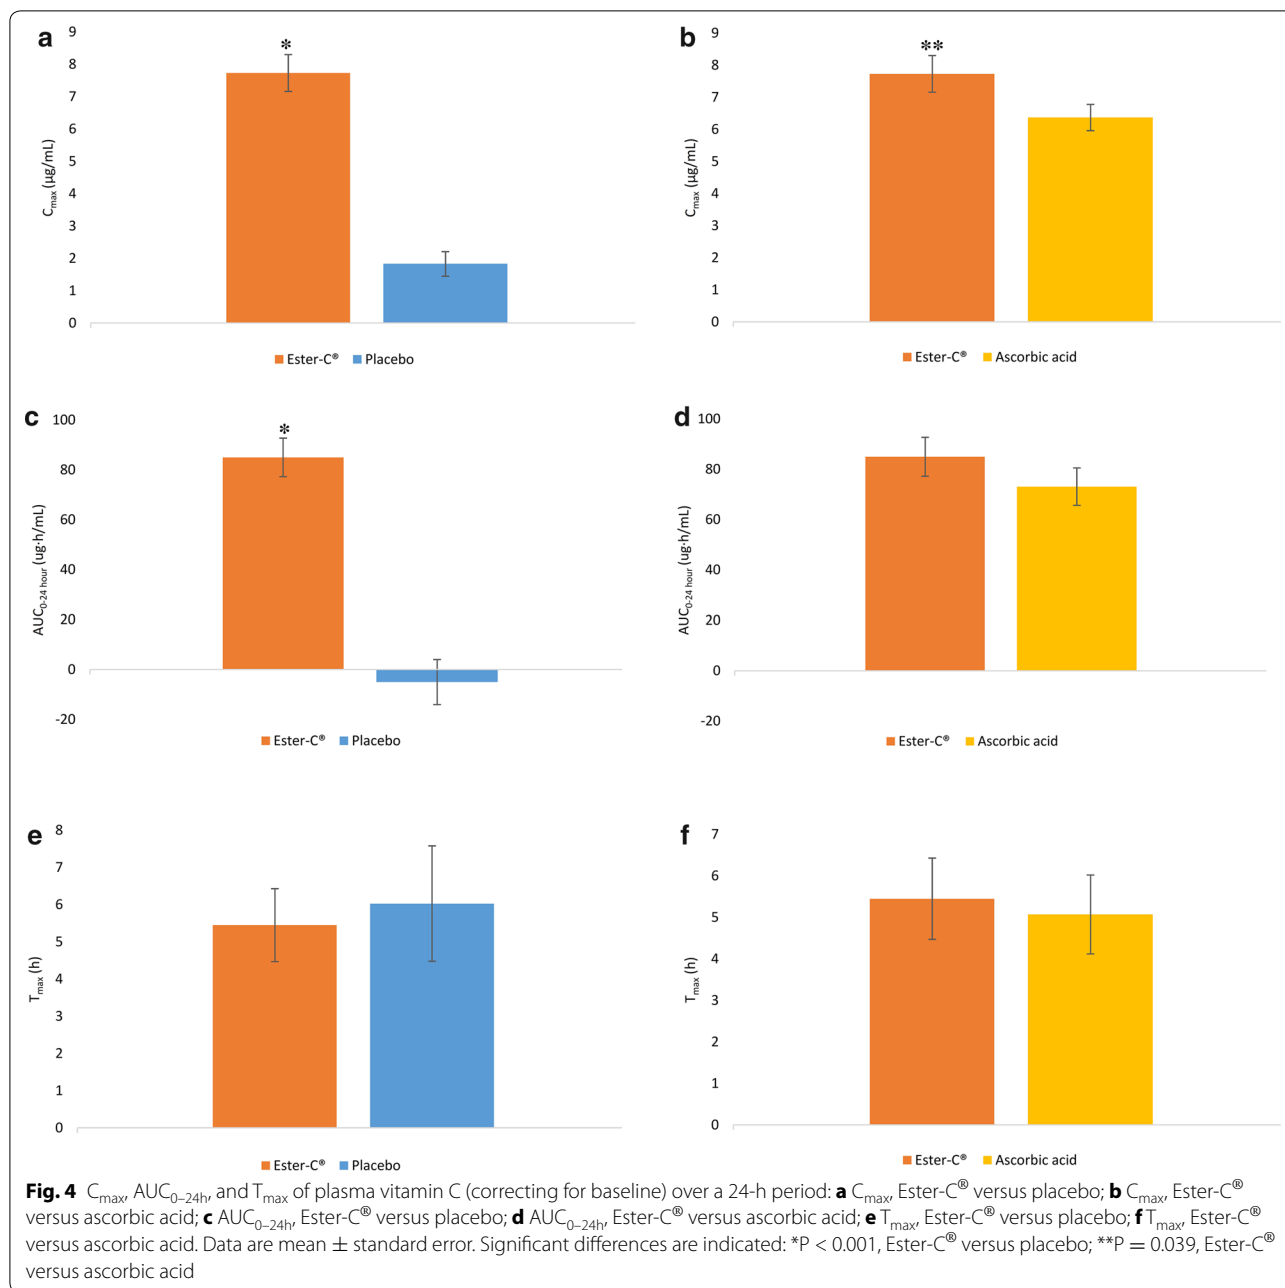 a
9
8
7
6
5
4
3
2
1
0
*
Cmax (µg/mL)
Ester-C® Placebo
b
9
8
7
6
5
4
3
2
1
0
**
Cmax (µg/mL)
Ester-C® Ascorbic acid
c
100
80
60
40
20
0
-20
*
AUC0-24 hour (ug·h/mL)
Ester-C® Placebo
d
100
80
60
40
20
0
-20
AUC0-24 hour (ug·h/mL)
Ester-C® Ascorbic acid
e
8
7
6
5
4
3
2
1
0
Tmax (h)
Ester-C® Placebo
f
7
6
5
4
3
2
1
0
Tmax (h)
Ester-C® Ascorbic acid
Fig. 4 Cmax, AUC0–24h, and Tmax of plasma vitamin C (correcting for baseline) over a 24-h period: a Cmax, Ester-C® versus placebo; b Cmax, Ester-C®
versus ascorbic acid; c AUC0–24h, Ester-C® versus placebo; d AUC0–24h, Ester-C® versus ascorbic acid; e Tmax, Ester-C® versus placebo; f Tmax, Ester-C®
versus ascorbic acid. Data are mean ± standard error. Significant differences are indicated: *P < 0.001, Ester-C® versus placebo; **P = 0.039, Ester-C®
versus ascorbic acid